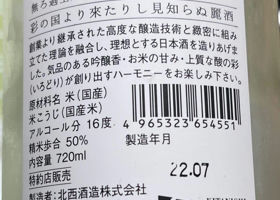 無ろ過生
彩の国より來たりし見知らぬ麗酒
創業より継承された高度な醸造技術と緻密に組み
立てた理論を融合し、理想とする日本酒を造りあげま
した。気品のある吟醸香・お米の甘み・上質な酸の彩
(いろどり)が創り出すハーモニーをお楽しみ下さい。
原材料名 米(国産)
米こうじ(国産米)
アルコール分 16度
精米歩合 50%
内容量 720ml
特約店販売
製造者 北西酒造株式会社
4 965323 654551
製造年月
22.07